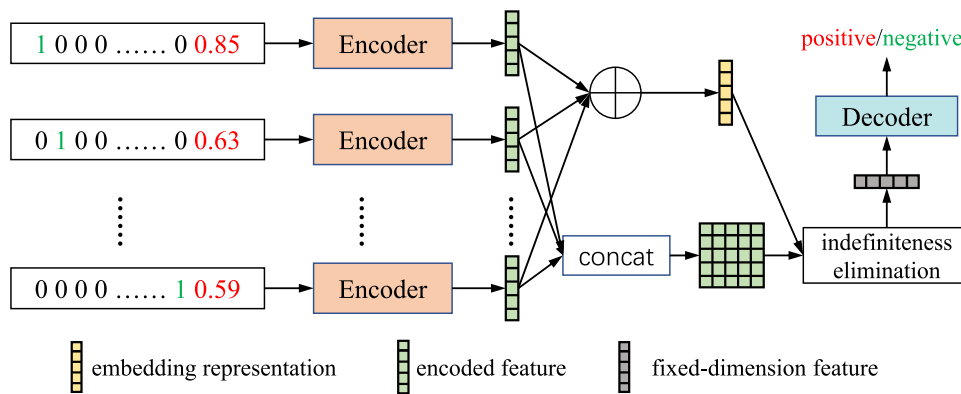 1 0 0 0 …… 0 0.85
Encoder
positive/negative
Decoder
0 1 0 0 …… 0 0.63
Encoder
concat
indefiniteness
elimination
0 0 0 0 …… 1 0.59
Encoder
embedding representation
encoded feature
fixed-dimension feature